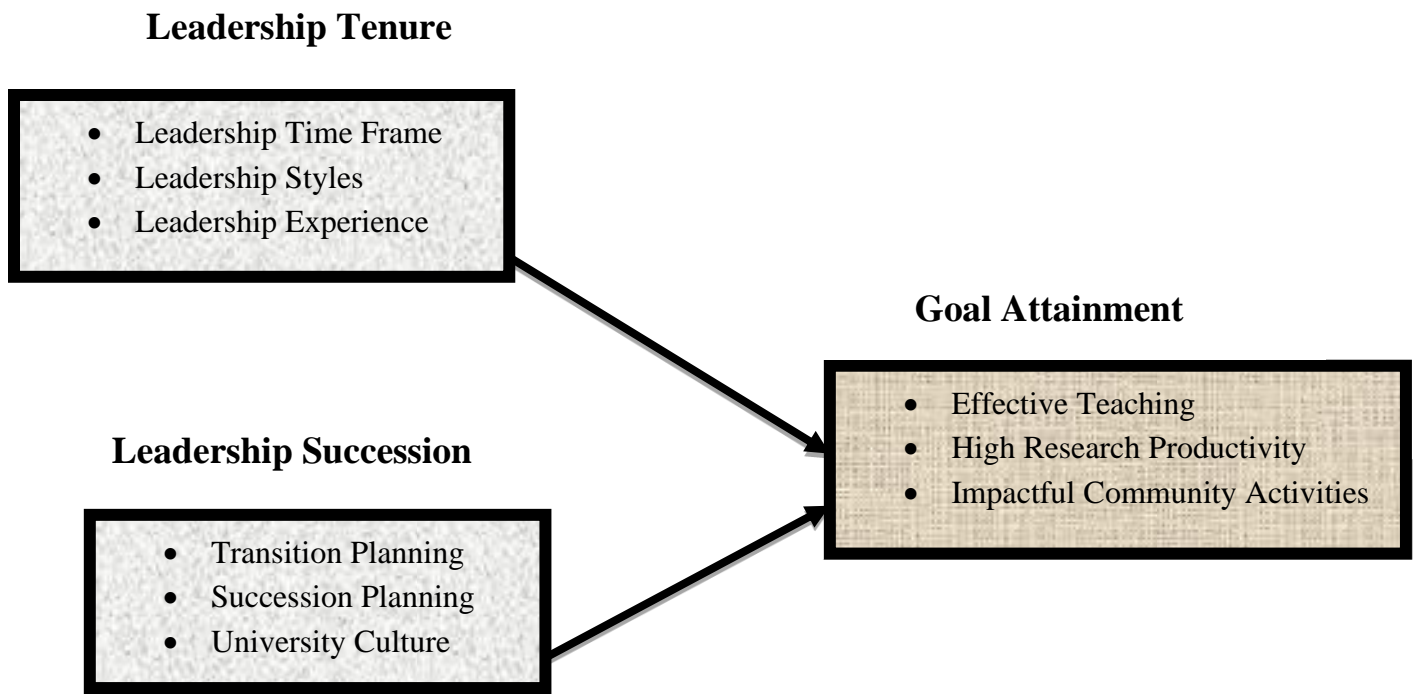 Leadership Tenure
• Leadership Time Frame
• Leadership Styles
• Leadership Experience
Goal Attainment
• Effective Teaching
• High Research Productivity
• Impactful Community Activities
Leadership Succession
• Transition Planning
• Succession Planning
• University Culture